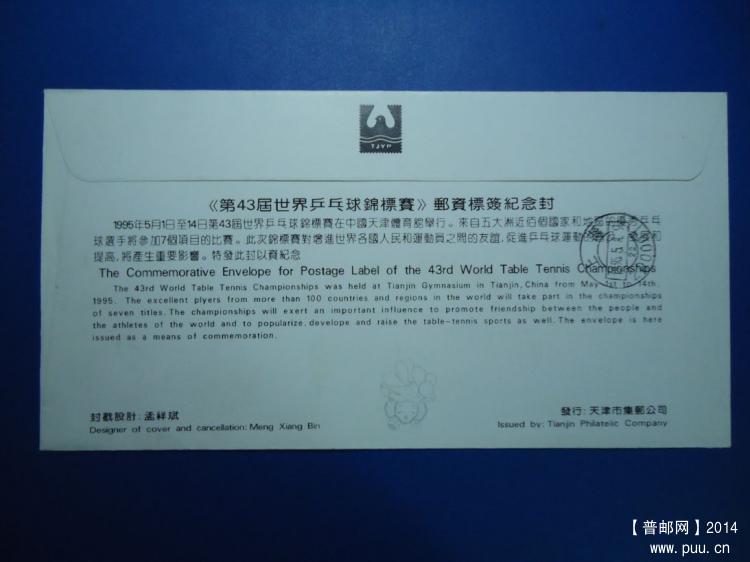 TJYP
《第43屆世界乒乓球錦標賽》郵資標簽紀念封
1995年5月1日至14日第43屆世界乒乓球錦標賽在中國天津體育舘舉行。來自五大洲近佰個國家和地區的優秀乒乓
球選手將參加7個項目的比賽。此次錦標賽對增進世界各國人民和運動員之間的友誼,促進乒乓球運動的
提高,將產生重要影響。特發此封以資紀念
The Commemorative Envelope for Postage Label of the 43rd World Table Tennis Championships
The 43rd World Table Tennis Championships was held at Tianjin Gymnasium in Tianjin, China from May 1st to 14th,
1995. The excellent plyers from more than 100 countries and regions in the world will take part in the championships
of seven titles. The championships will exert an important influence to promote friendship between the people and
the athletes of the world and to popularize, develope and raise the table-tennis sports as well. The envelope is here
issued as a means of commemoration.
封戳設計:孟祥斌
Designer of cover and cancellation: Meng Xiang Bin
發行:天津市集郵公司
Issued by: Tianjin Philatelic Company
【普邮网】2014
www.puu.cn